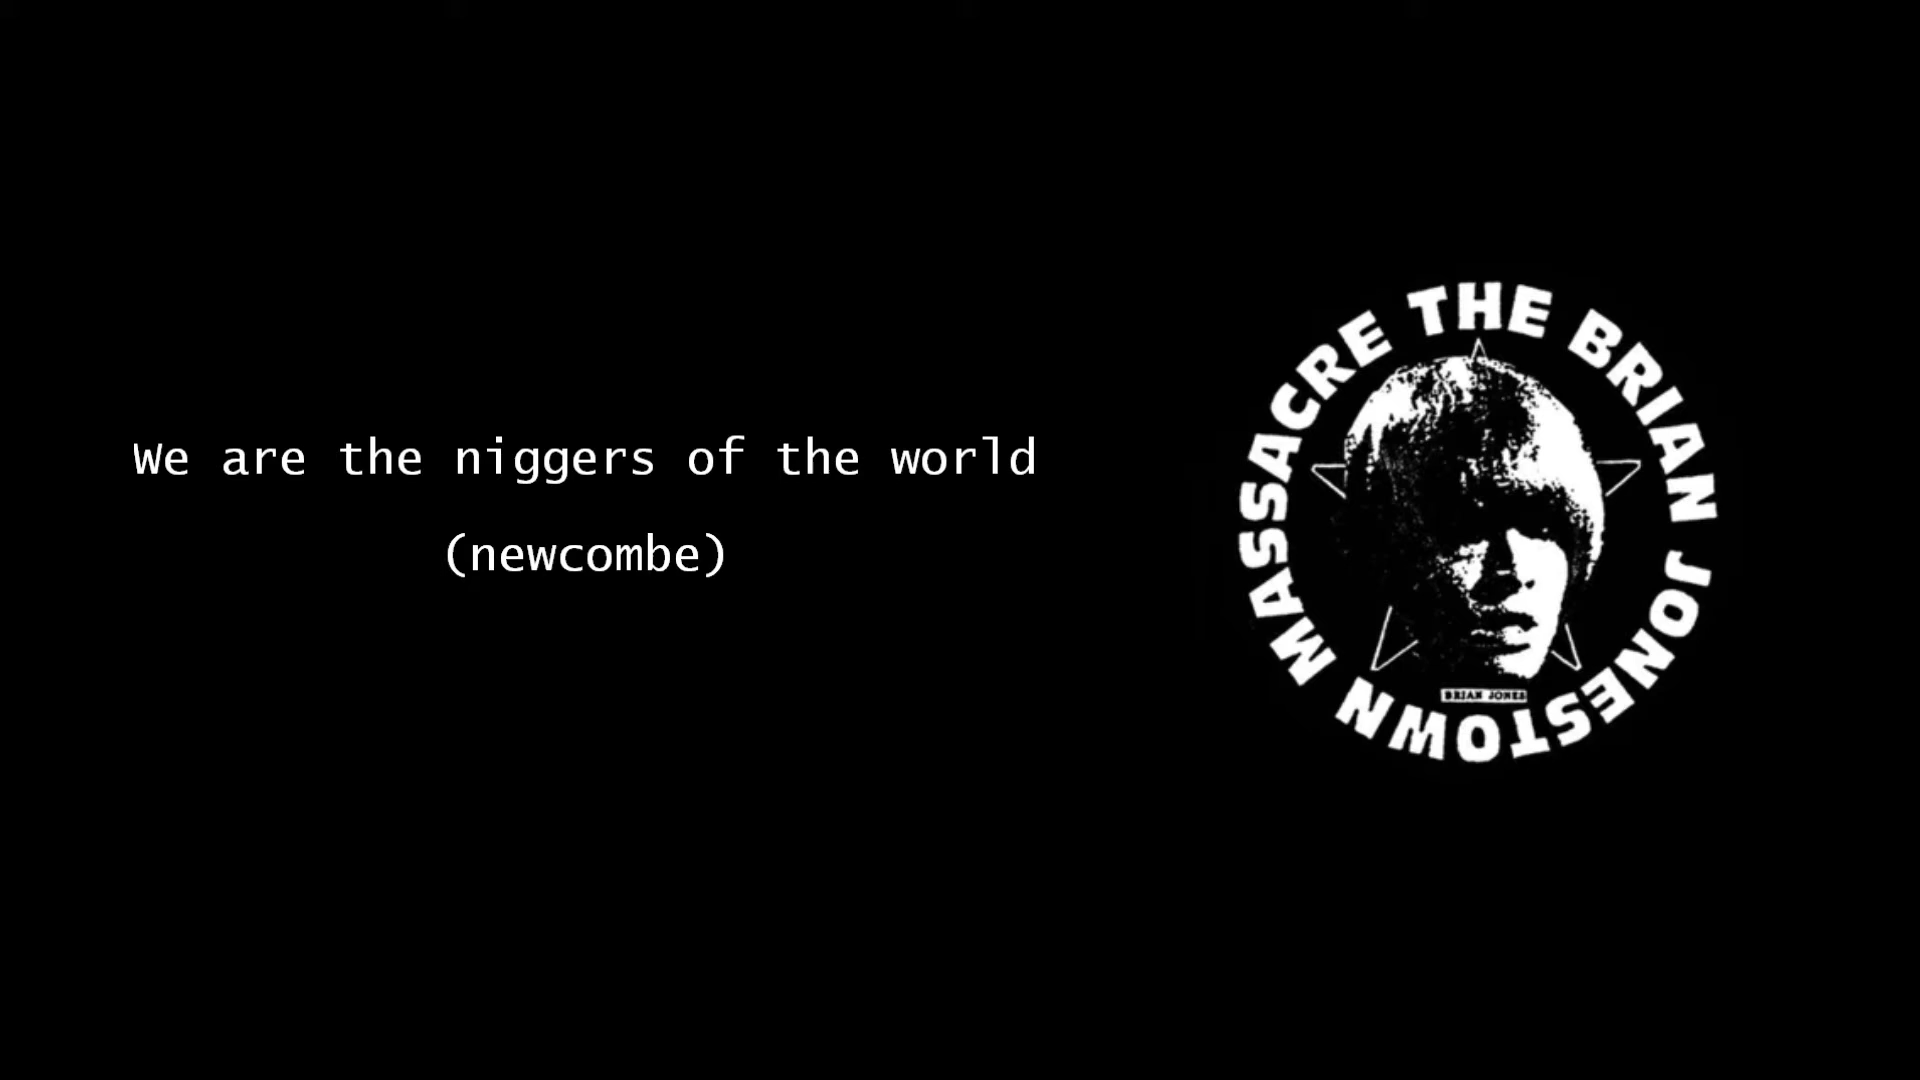 We are the niggers of the world
(newcombe)
THE BRIAN JONESTOWN MASSACRE
BRIAN JONES